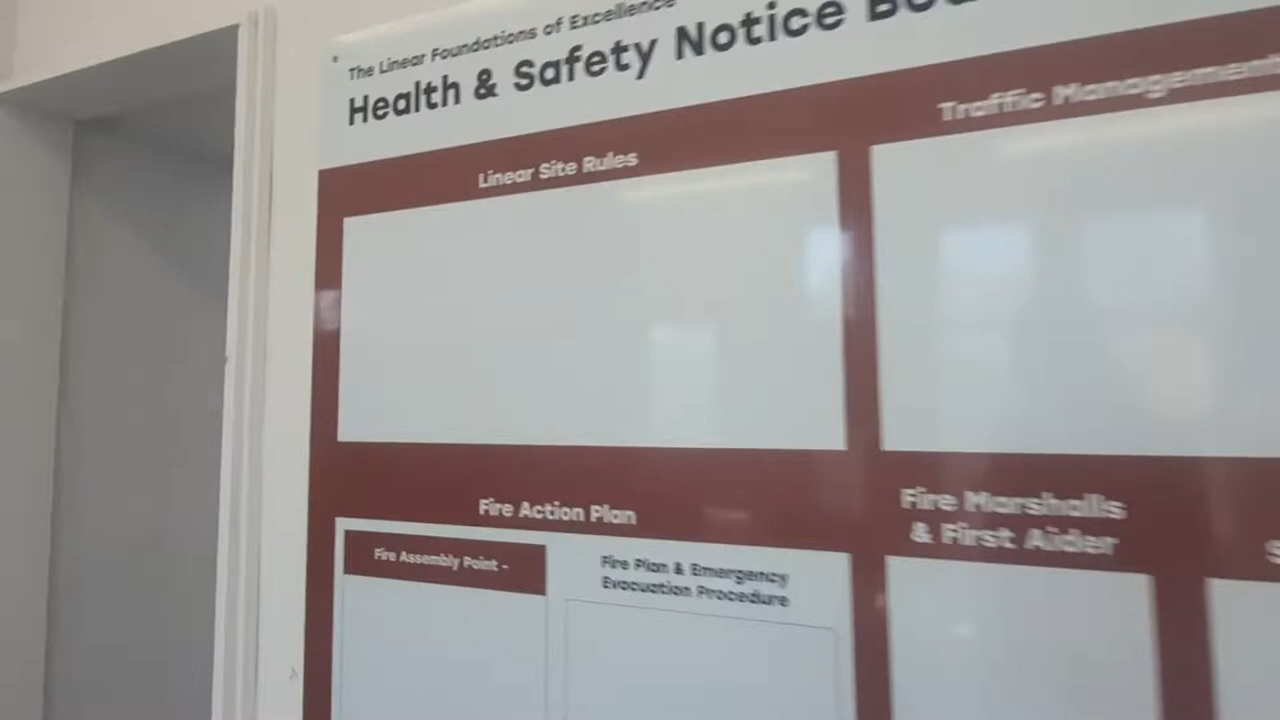 The Linear Foundations of Excellence
Health & Safety Notice
Linear Site Rules
Traffic Management
Fire Action Plan
Fire Marshalls
& First Aider
Fire Assembly Point -
Fire Plan & Emergency
Evacuation Procedure